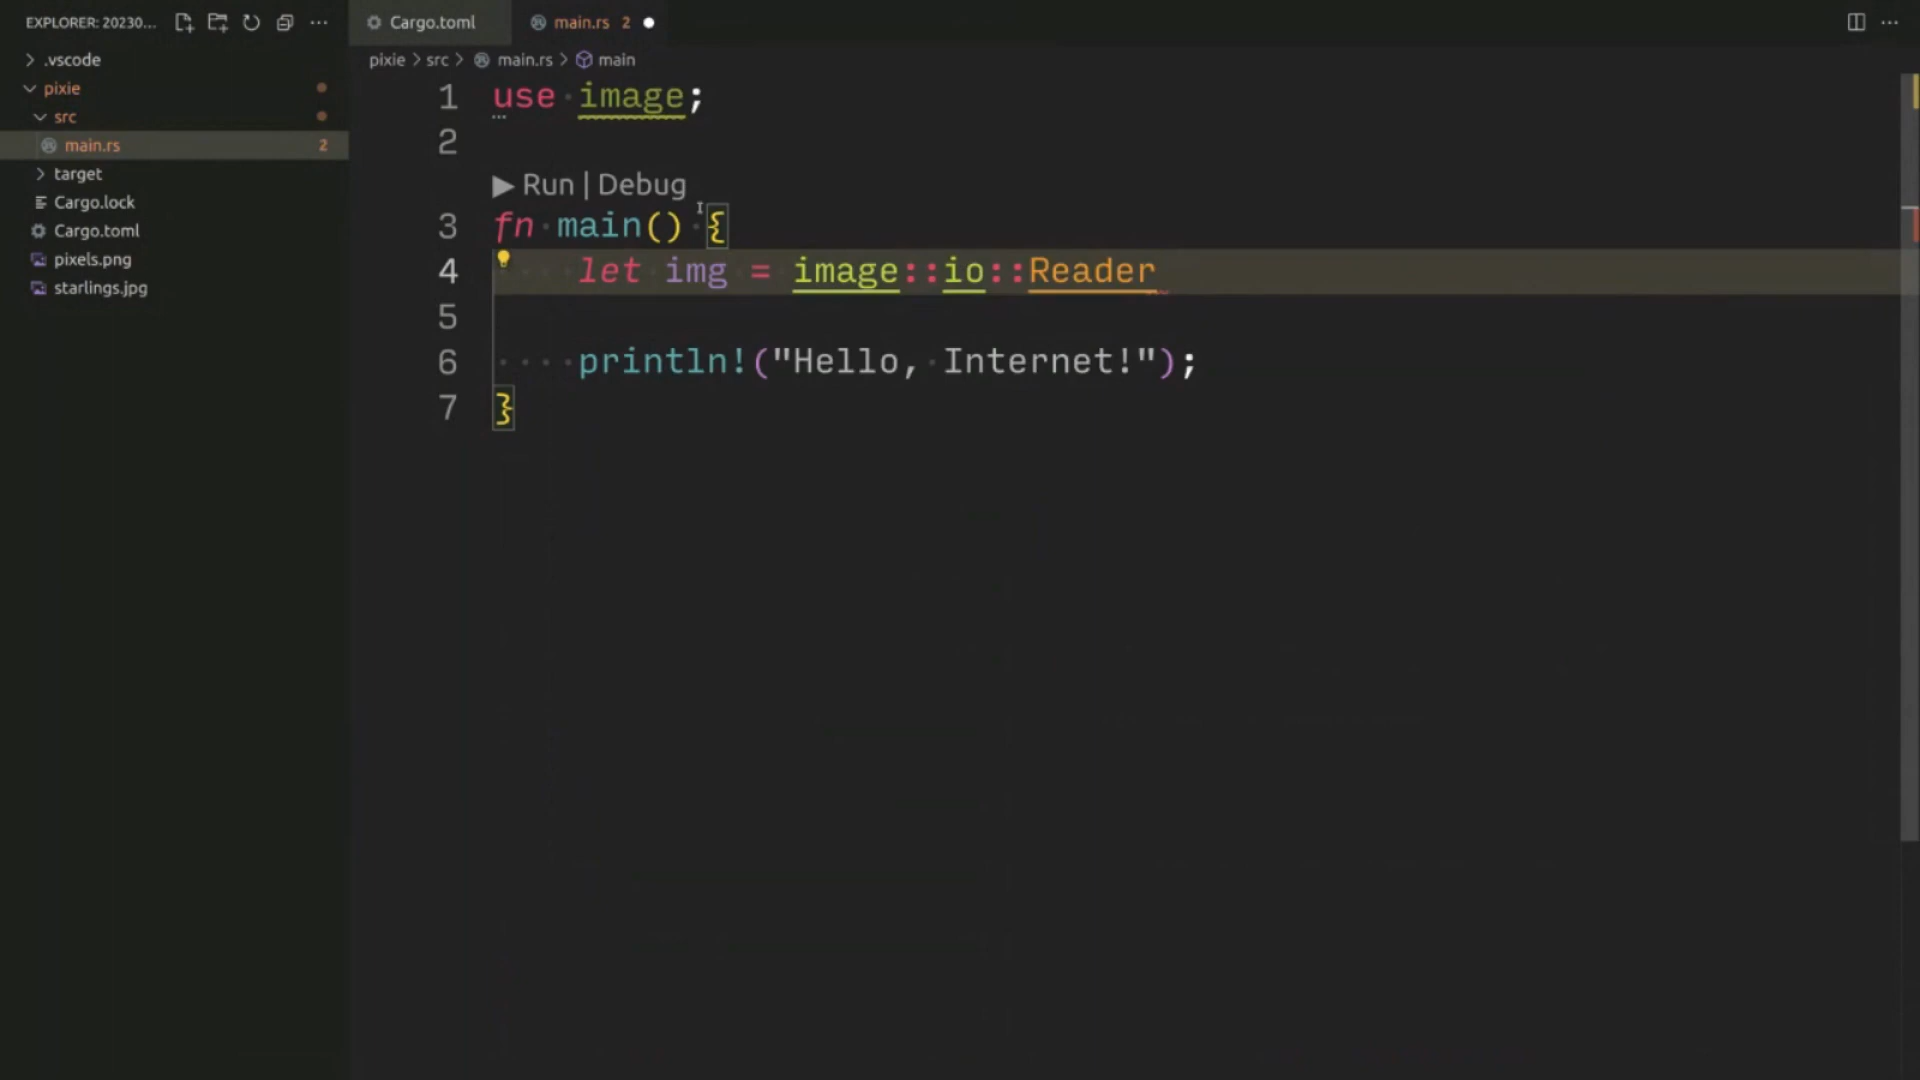 EXPLORER: 20230...
.vscode
pixie
src
main.rs 2
target
Cargo.lock
Cargo.toml
pixels.png
starlings.jpg
Cargo.toml main.rs 2
pixie > src > main.rs > main
1 use image;
2
Run | Debug
3 fn main() {
4 let img = image::io::Reader
5
6 println!("Hello, Internet!");
7 }